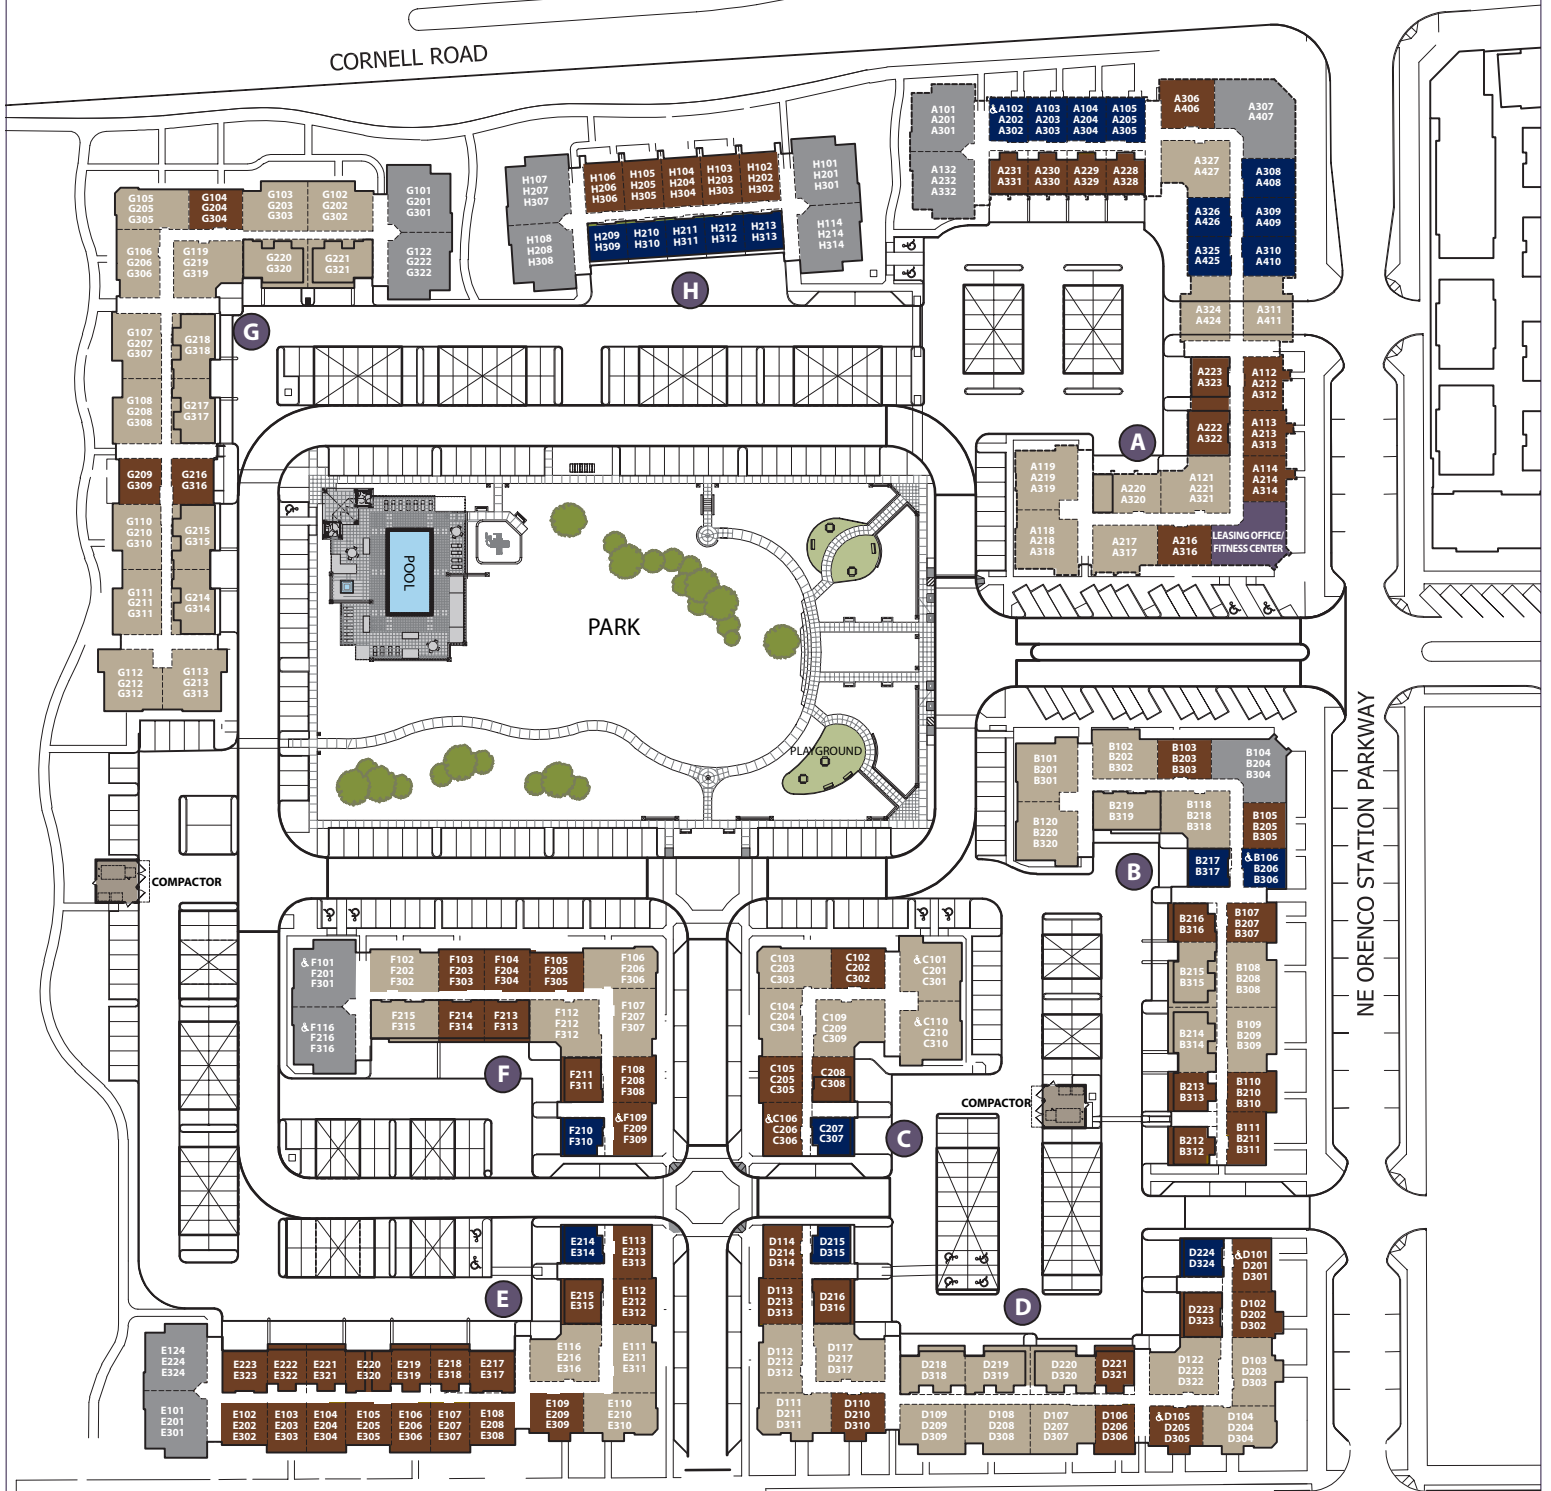 CORNELL ROAD
A101
A201
A301
A102
A202
A302
A103
A203
A303
A104
A204
A304
A105
A205
A305
A306
A406
A307
A407
A132
A232
A332
A231
A331
A230
A330
A229
A329
A228
A328
A327
A427
A308
A408
A326
A426
A309
A409
A325
A425
A310
A410
A324
A424
A311
A411
A223
A323
A112
A212
A312
A222
A322
A113
A213
A313
A114
A214
A314
A
A119
A219
A319
A220
A320
A121
A221
A321
A118
A218
A318
A217
A317
A216
A316
LEASING OFFICE/
FITNESS CENTER
H107
H207
H307
H106
H206
H306
H105
H205
H305
H104
H204
H304
H103
H203
H303
H102
H202
H302
H101
H201
H301
H108
H208
H308
H209
H309
H210
H310
H211
H311
H212
H312
H213
H313
H114
H214
H314
H
G105
G205
G305
G104
G204
G304
G103
G203
G303
G102
G202
G302
G101
G201
G301
G106
G206
G306
G119
G219
G319
G220
G320
G221
G321
G122
G222
G322
G
G107
G207
G307
G218
G318
G108
G208
G308
G217
G317
G209
G309
G216
G316
G110
G210
G310
G215
G315
G111
G211
G311
G214
G314
G112
G212
G312
G113
G213
G313
POOL
PARK
PLAYGROUND
NE ORENCO STATION PARKWAY
B101
B201
B301
B102
B202
B302
B103
B203
B303
B104
B204
B304
B120
B220
B320
B219
B319
B118
B218
B318
B105
B205
B305
B217
B317
B106
B206
B306
B
B216
B316
B107
B207
B307
B215
B315
B108
B208
B308
B214
B314
B109
B209
B309
B213
B313
B110
B210
B310
B212
B312
B111
B211
B311
COMPACTOR
F101
F201
F301
F102
F202
F302
F103
F203
F303
F104
F204
F304
F105
F205
F305
F106
F206
F306
F116
F216
F316
F215
F315
F214
F314
F213
F313
F112
F212
F312
F107
F207
F307
F
F211
F311
F108
F208
F308
F210
F310
F109
F209
F309
C103
C203
C303
C102
C202
C302
C101
C201
C301
C104
C204
C304
C109
C209
C309
C110
C210
C310
C105
C205
C305
C208
C308
C106
C206
C306
C207
C307
C
COMPACTOR
E214
E314
E113
E213
E313
E215
E315
E112
E212
E312
E
E124
E224
E324
E223
E323
E222
E322
E221
E321
E220
E320
E219
E319
E218
E318
E217
E317
E116
E216
E316
E111
E211
E311
E101
E201
E301
E102
E202
E302
E103
E203
E303
E104
E204
E304
E105
E205
E305
E106
E206
E306
E107
E207
E307
E108
E208
E308
E109
E209
E309
E110
E210
E310
D114
D214
D314
D215
D315
D113
D213
D313
D216
D316
D
D224
D324
D101
D201
D301
D223
D323
D102
D202
D302
D112
D212
D312
D117
D217
D317
D218
D318
D219
D319
D220
D320
D221
D321
D122
D222
D322
D103
D203
D303
D111
D211
D311
D110
D210
D310
D109
D209
D309
D108
D208
D308
D107
D207
D307
D106
D206
D306
D105
D205
D305
D104
D204
D304